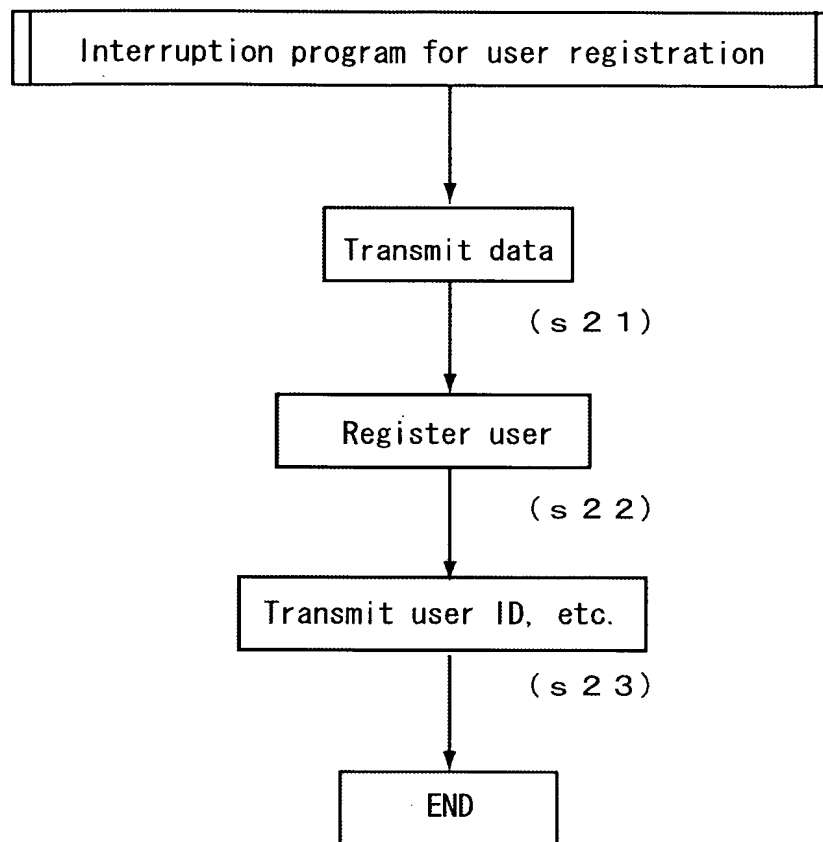 Interruption program for user registration
Transmit data
(s21)
Register user
(s22)
Transmit user ID, etc.
(s23)
END